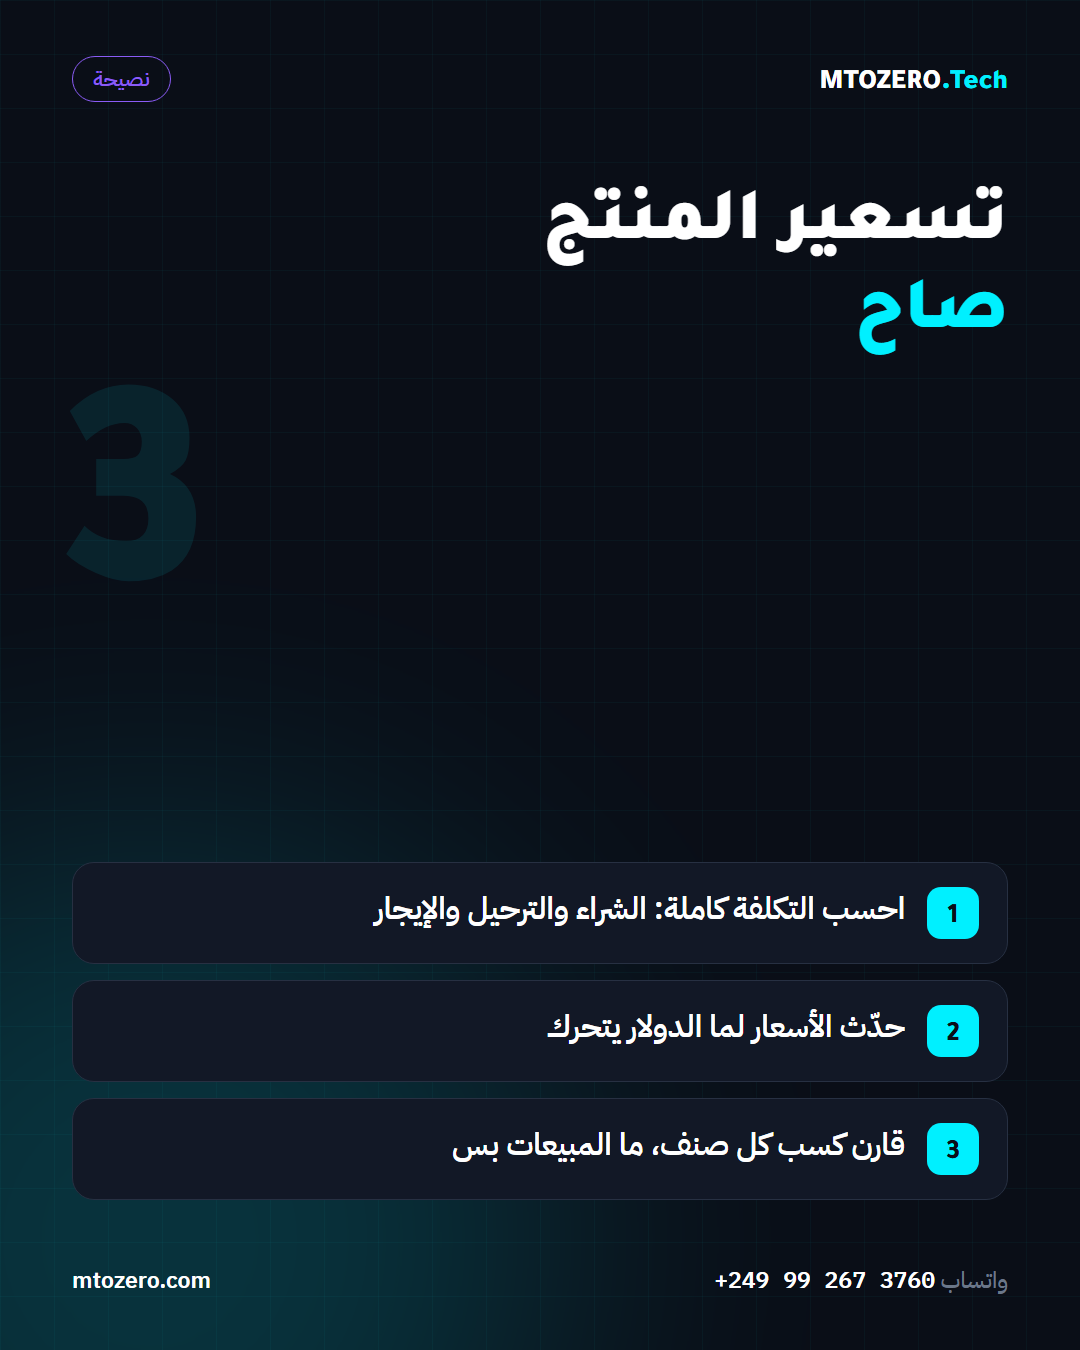 MTOZERO.Tech
نصيحة
تسعير المنتج
صاح
3
1 احسب التكلفة كاملة: الشراء والترحيل والإيجار
2 حدّث الأسعار لما الدولار يتحرك
3 قارن كسب كل صنف، ما المبيعات بس
واتساب +249 99 267 3760
mtozero.com